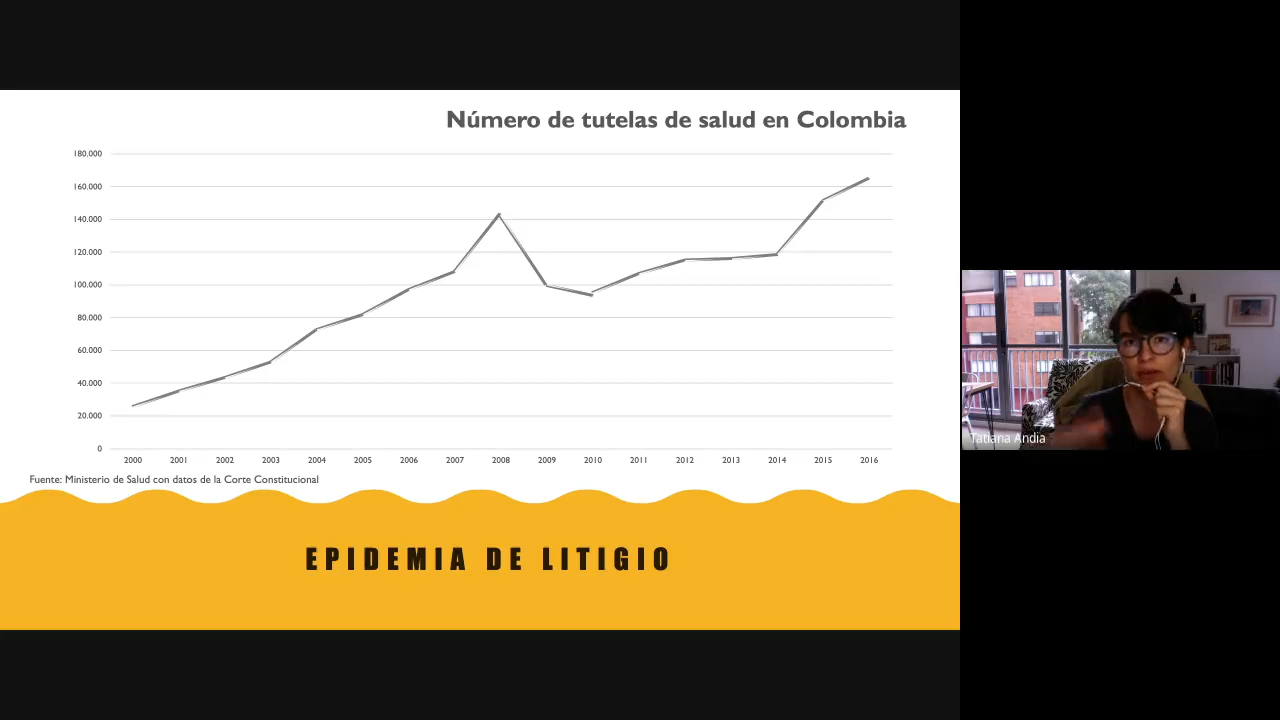 Número de tutelas de salud en Colombia
180.000
160.000
140.000
120.000
100.000
80.000
60.000
40.000
20.000
0
2000 2001 2002 2003 2004 2005 2006 2007 2008 2009 2010 2011 2012 2013 2014 2015 2016
Fuente: Ministerio de Salud con datos de la Corte Constitucional
EPIDEMIA DE LITIGIO
Tatiana Andia